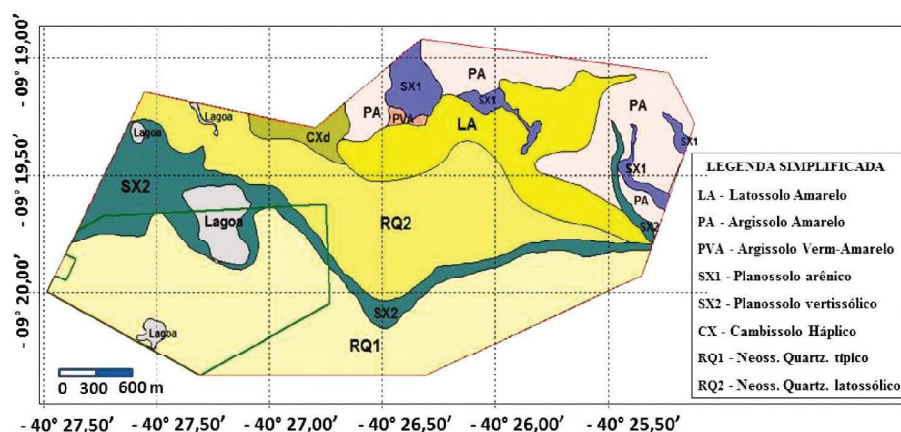 - 09° 19,00′
- 09° 19,50′
- 09° 20,00′
PA
SX1
PA
SX1
PA
Lagoa
PVA
LA
CXd
Lagoa
SX1
SX1
SX2
PA
Lagoa
RQ2
SX2
SX2
Lagoa
RQ1
0 300 600 m
- 40° 27,50′ - 40° 27,50′ - 40° 27,00′ - 40° 26,50′ - 40° 26,00′ - 40° 25,50′
LEGENDA SIMPLIFICADA
LA - Latossolo Amarelo
PA - Argissolo Amarelo
PVA - Argissolo Verm-Amarelo
SX1 - Planossolo arênico
SX2 - Planossolo vertissólico
CX - Cambissolo Háplico
RQ1 - Neoss. Quartz. típico
RQ2 - Neoss. Quartz. latossólico